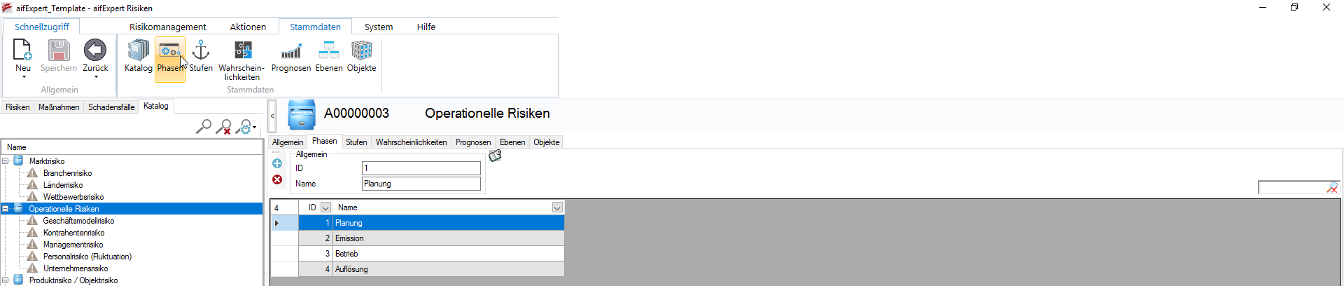 aifExpert_Template - aifExpert Risiken
Schnellzugriff Risikomanagement Aktionen Stammdaten System Hilfe
Neu Speichern Zurück Katalog Phasen Stufen Wahrschein-lichkeiten Prognosen Ebenen Objekte
Allgemein Stammdaten
Risiken Maßnahmen Schadensfälle Katalog
Name
Marktrisiko
Branchenrisiko
Länderrisiko
Wettbewerbsrisiko
Operationelle Risiken
Geschäftsmodellrisiko
Kontrahentenrisiko
Managementrisiko
Personalrisiko (Fluktuation)
Unternehmensrisiko
Produktrisiko / Objektrisiko
< A00000003 Operationelle Risiken
Allgemein Phasen Stufen Wahrscheinlichkeiten Prognosen Ebenen Objekte
Allgemein
ID 1
Name Planung
4 ID Name
1 Planung
2 Emission
3 Betrieb
4 Auflösung